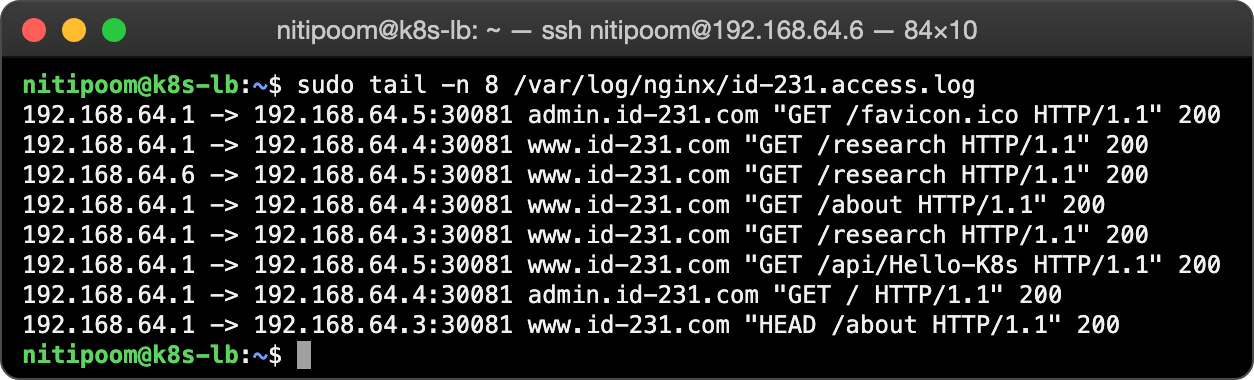 nitipoom@k8s-lb: ~ — ssh nitipoom@192.168.64.6 — 84×10
nitipoom@k8s-lb:~$ sudo tail -n 8 /var/log/nginx/id-231.access.log
192.168.64.1 -> 192.168.64.5:30081 admin.id-231.com "GET /favicon.ico HTTP/1.1" 200
192.168.64.1 -> 192.168.64.4:30081 www.id-231.com "GET /research HTTP/1.1" 200
192.168.64.6 -> 192.168.64.5:30081 www.id-231.com "GET /research HTTP/1.1" 200
192.168.64.1 -> 192.168.64.4:30081 www.id-231.com "GET /about HTTP/1.1" 200
192.168.64.1 -> 192.168.64.3:30081 www.id-231.com "GET /research HTTP/1.1" 200
192.168.64.1 -> 192.168.64.5:30081 www.id-231.com "GET /api/Hello-K8s HTTP/1.1" 200
192.168.64.1 -> 192.168.64.4:30081 admin.id-231.com "GET / HTTP/1.1" 200
192.168.64.1 -> 192.168.64.3:30081 www.id-231.com "HEAD /about HTTP/1.1" 200
nitipoom@k8s-lb:~$